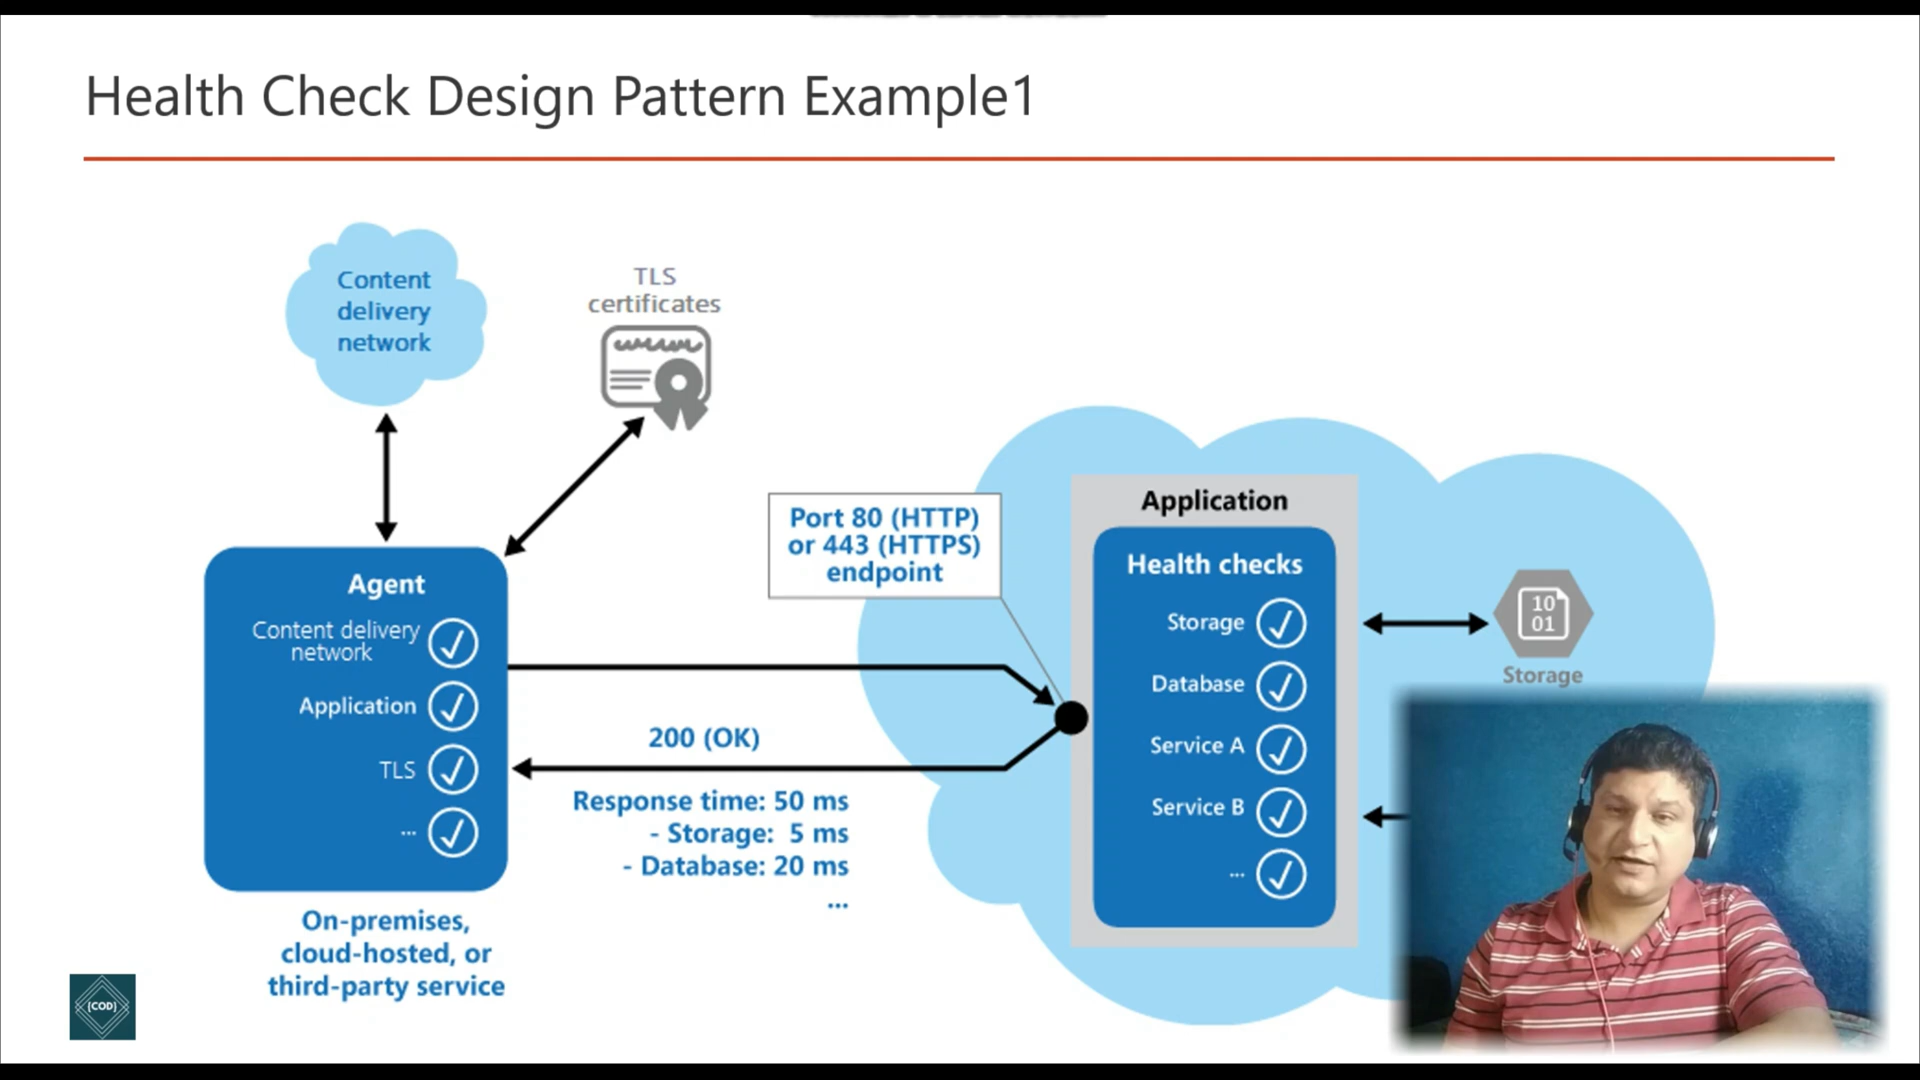 Health Check Design Pattern Example1
Content
delivery
network
TLS
certificates
Port 80 (HTTP)
or 443 (HTTPS)
endpoint
Application
Health checks
Storage
Database
Service A
Service B
...
10
01
Storage
Agent
Content delivery
network
Application
TLS
...
200 (OK)
Response time: 50 ms
- Storage: 5 ms
- Database: 20 ms
...
On-premises,
cloud-hosted, or
third-party service
[COD]